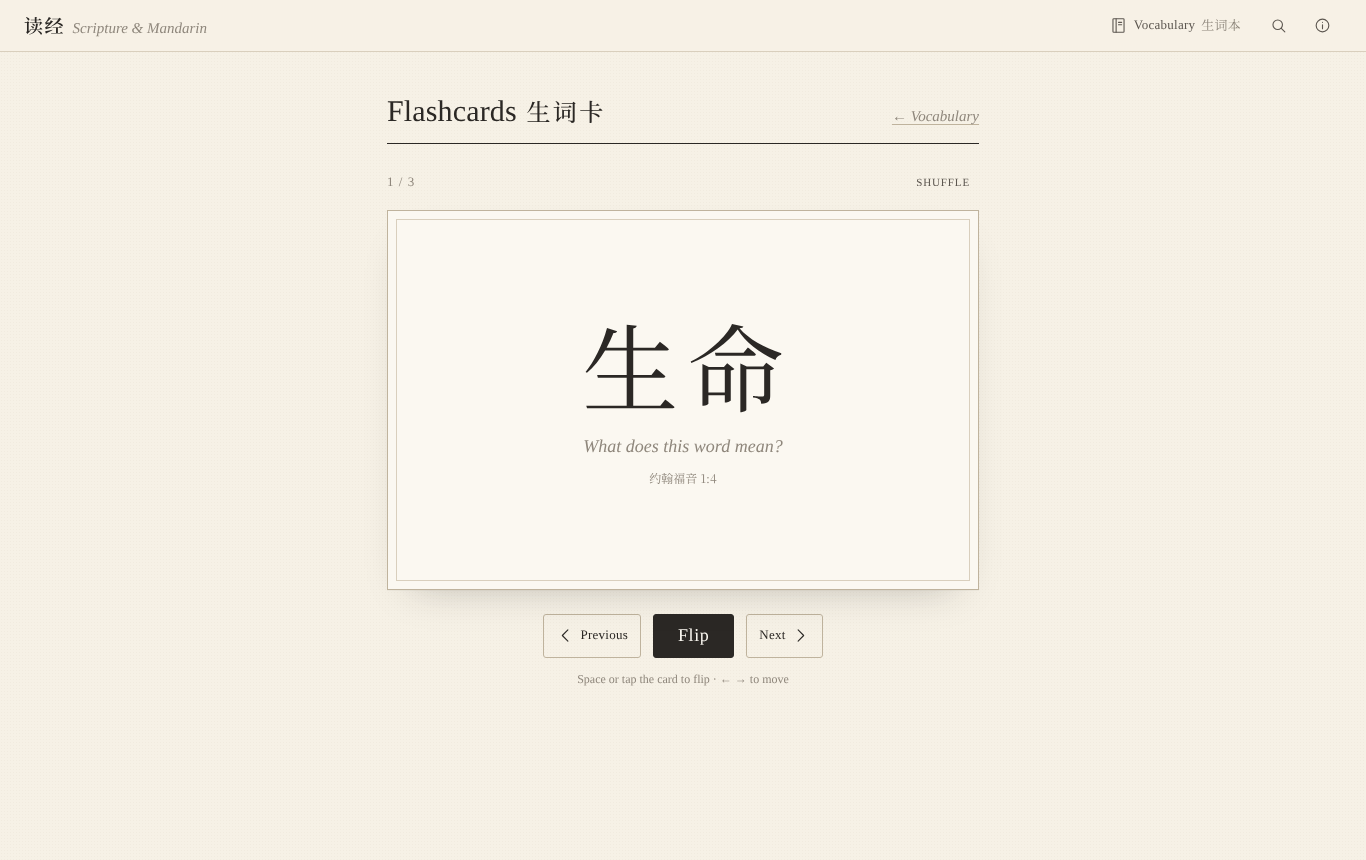 读经 Scripture & Mandarin
Vocabulary 生词本
Flashcards 生词卡
← Vocabulary
1 / 3
SHUFFLE
生命
What does this word mean?
约翰福音 1:4
Previous
Flip
Next
Space or tap the card to flip · ← → to move